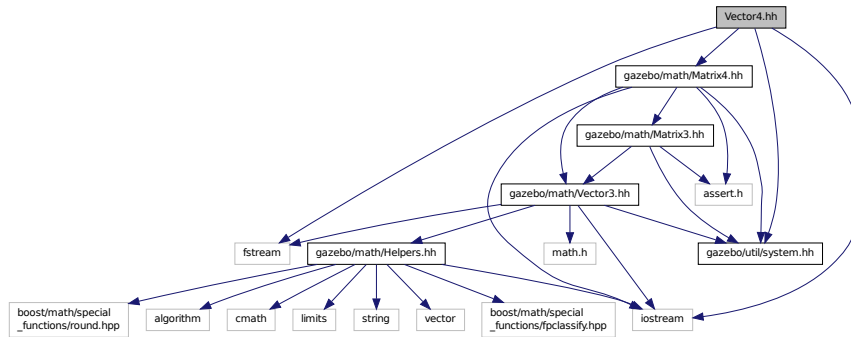 Vector4.hh
gazebo/math/Matrix4.hh
gazebo/math/Matrix3.hh
gazebo/math/Vector3.hh
assert.h
fstream
gazebo/math/Helpers.hh
math.h
gazebo/util/system.hh
boost/math/special
_functions/round.hpp
algorithm
cmath
limits
string
vector
boost/math/special
_functions/fpclassify.hpp
iostream